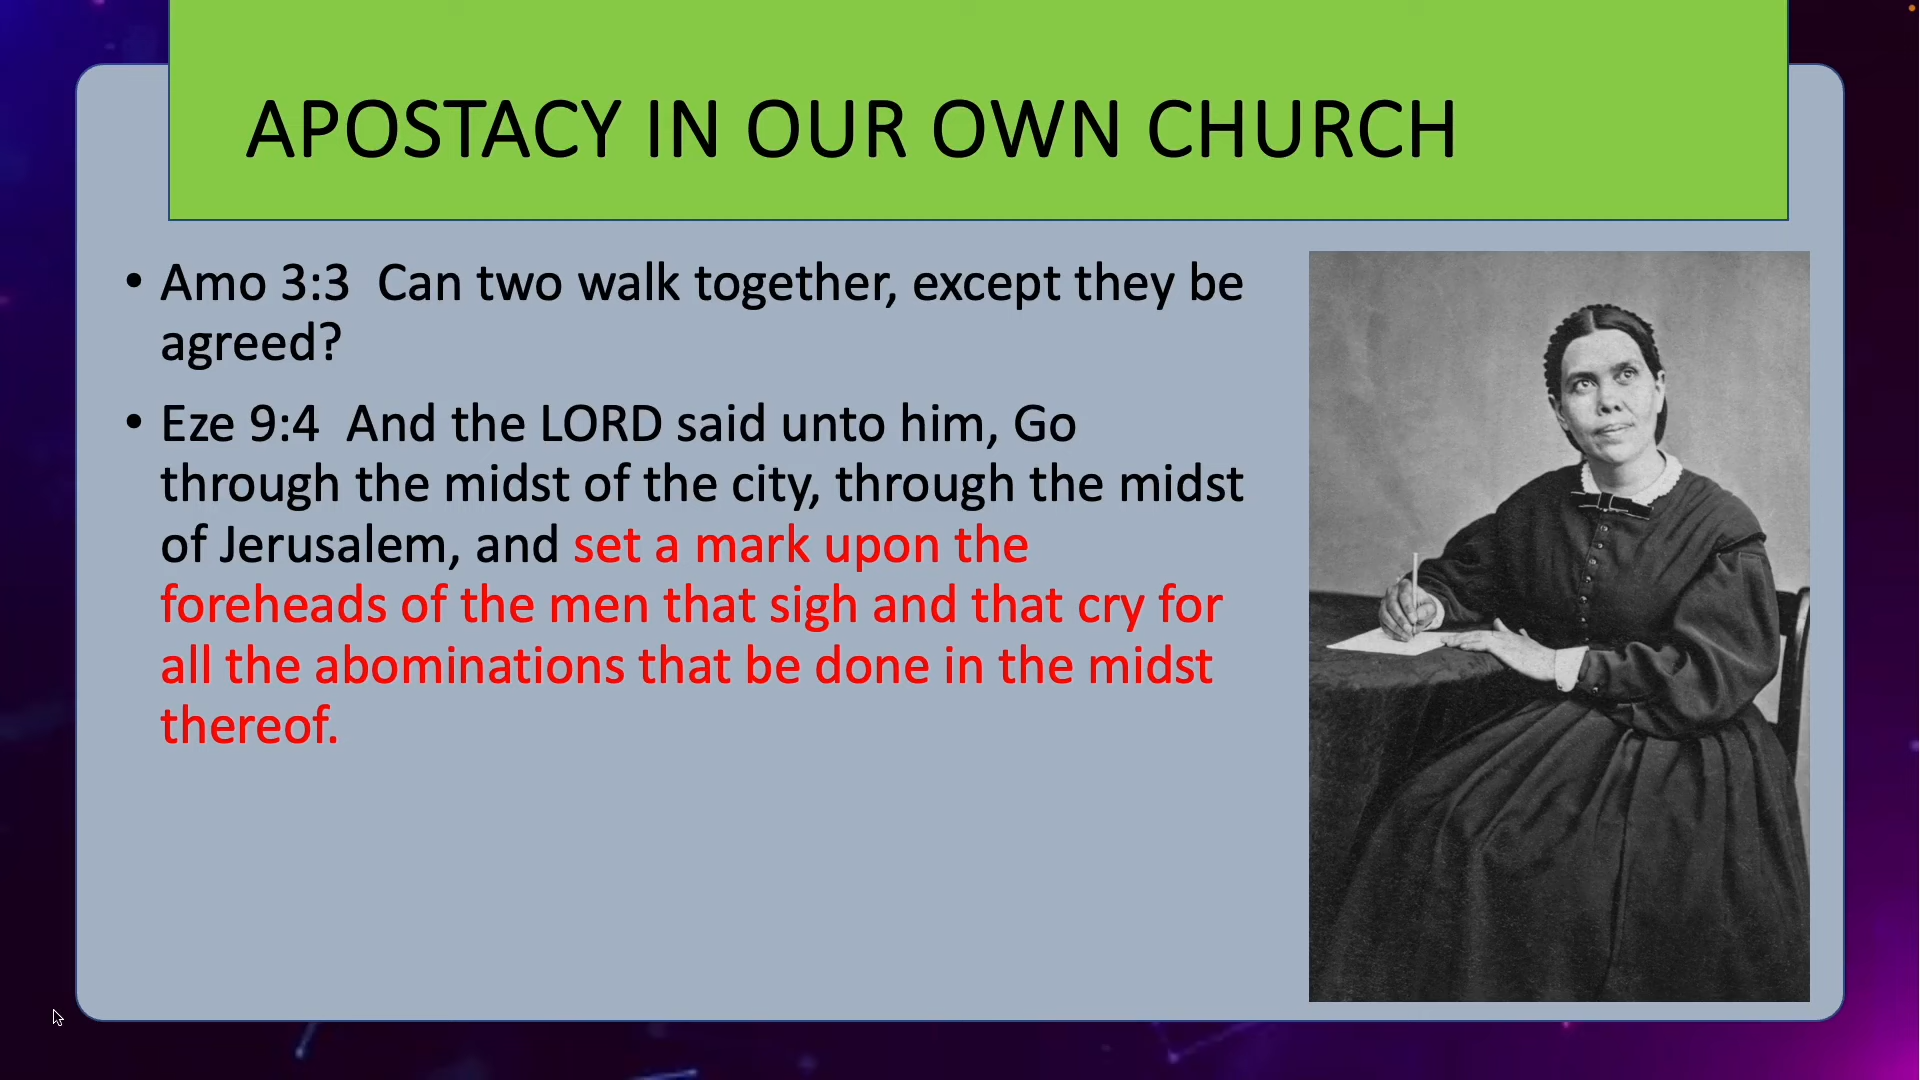 APOSTACY IN OUR OWN CHURCH
• Amo 3:3  Can two walk together, except they be
agreed?
• Eze 9:4  And the LORD said unto him, Go
through the midst of the city, through the midst
of Jerusalem, and set a mark upon the
foreheads of the men that sigh and that cry for
all the abominations that be done in the midst
thereof.